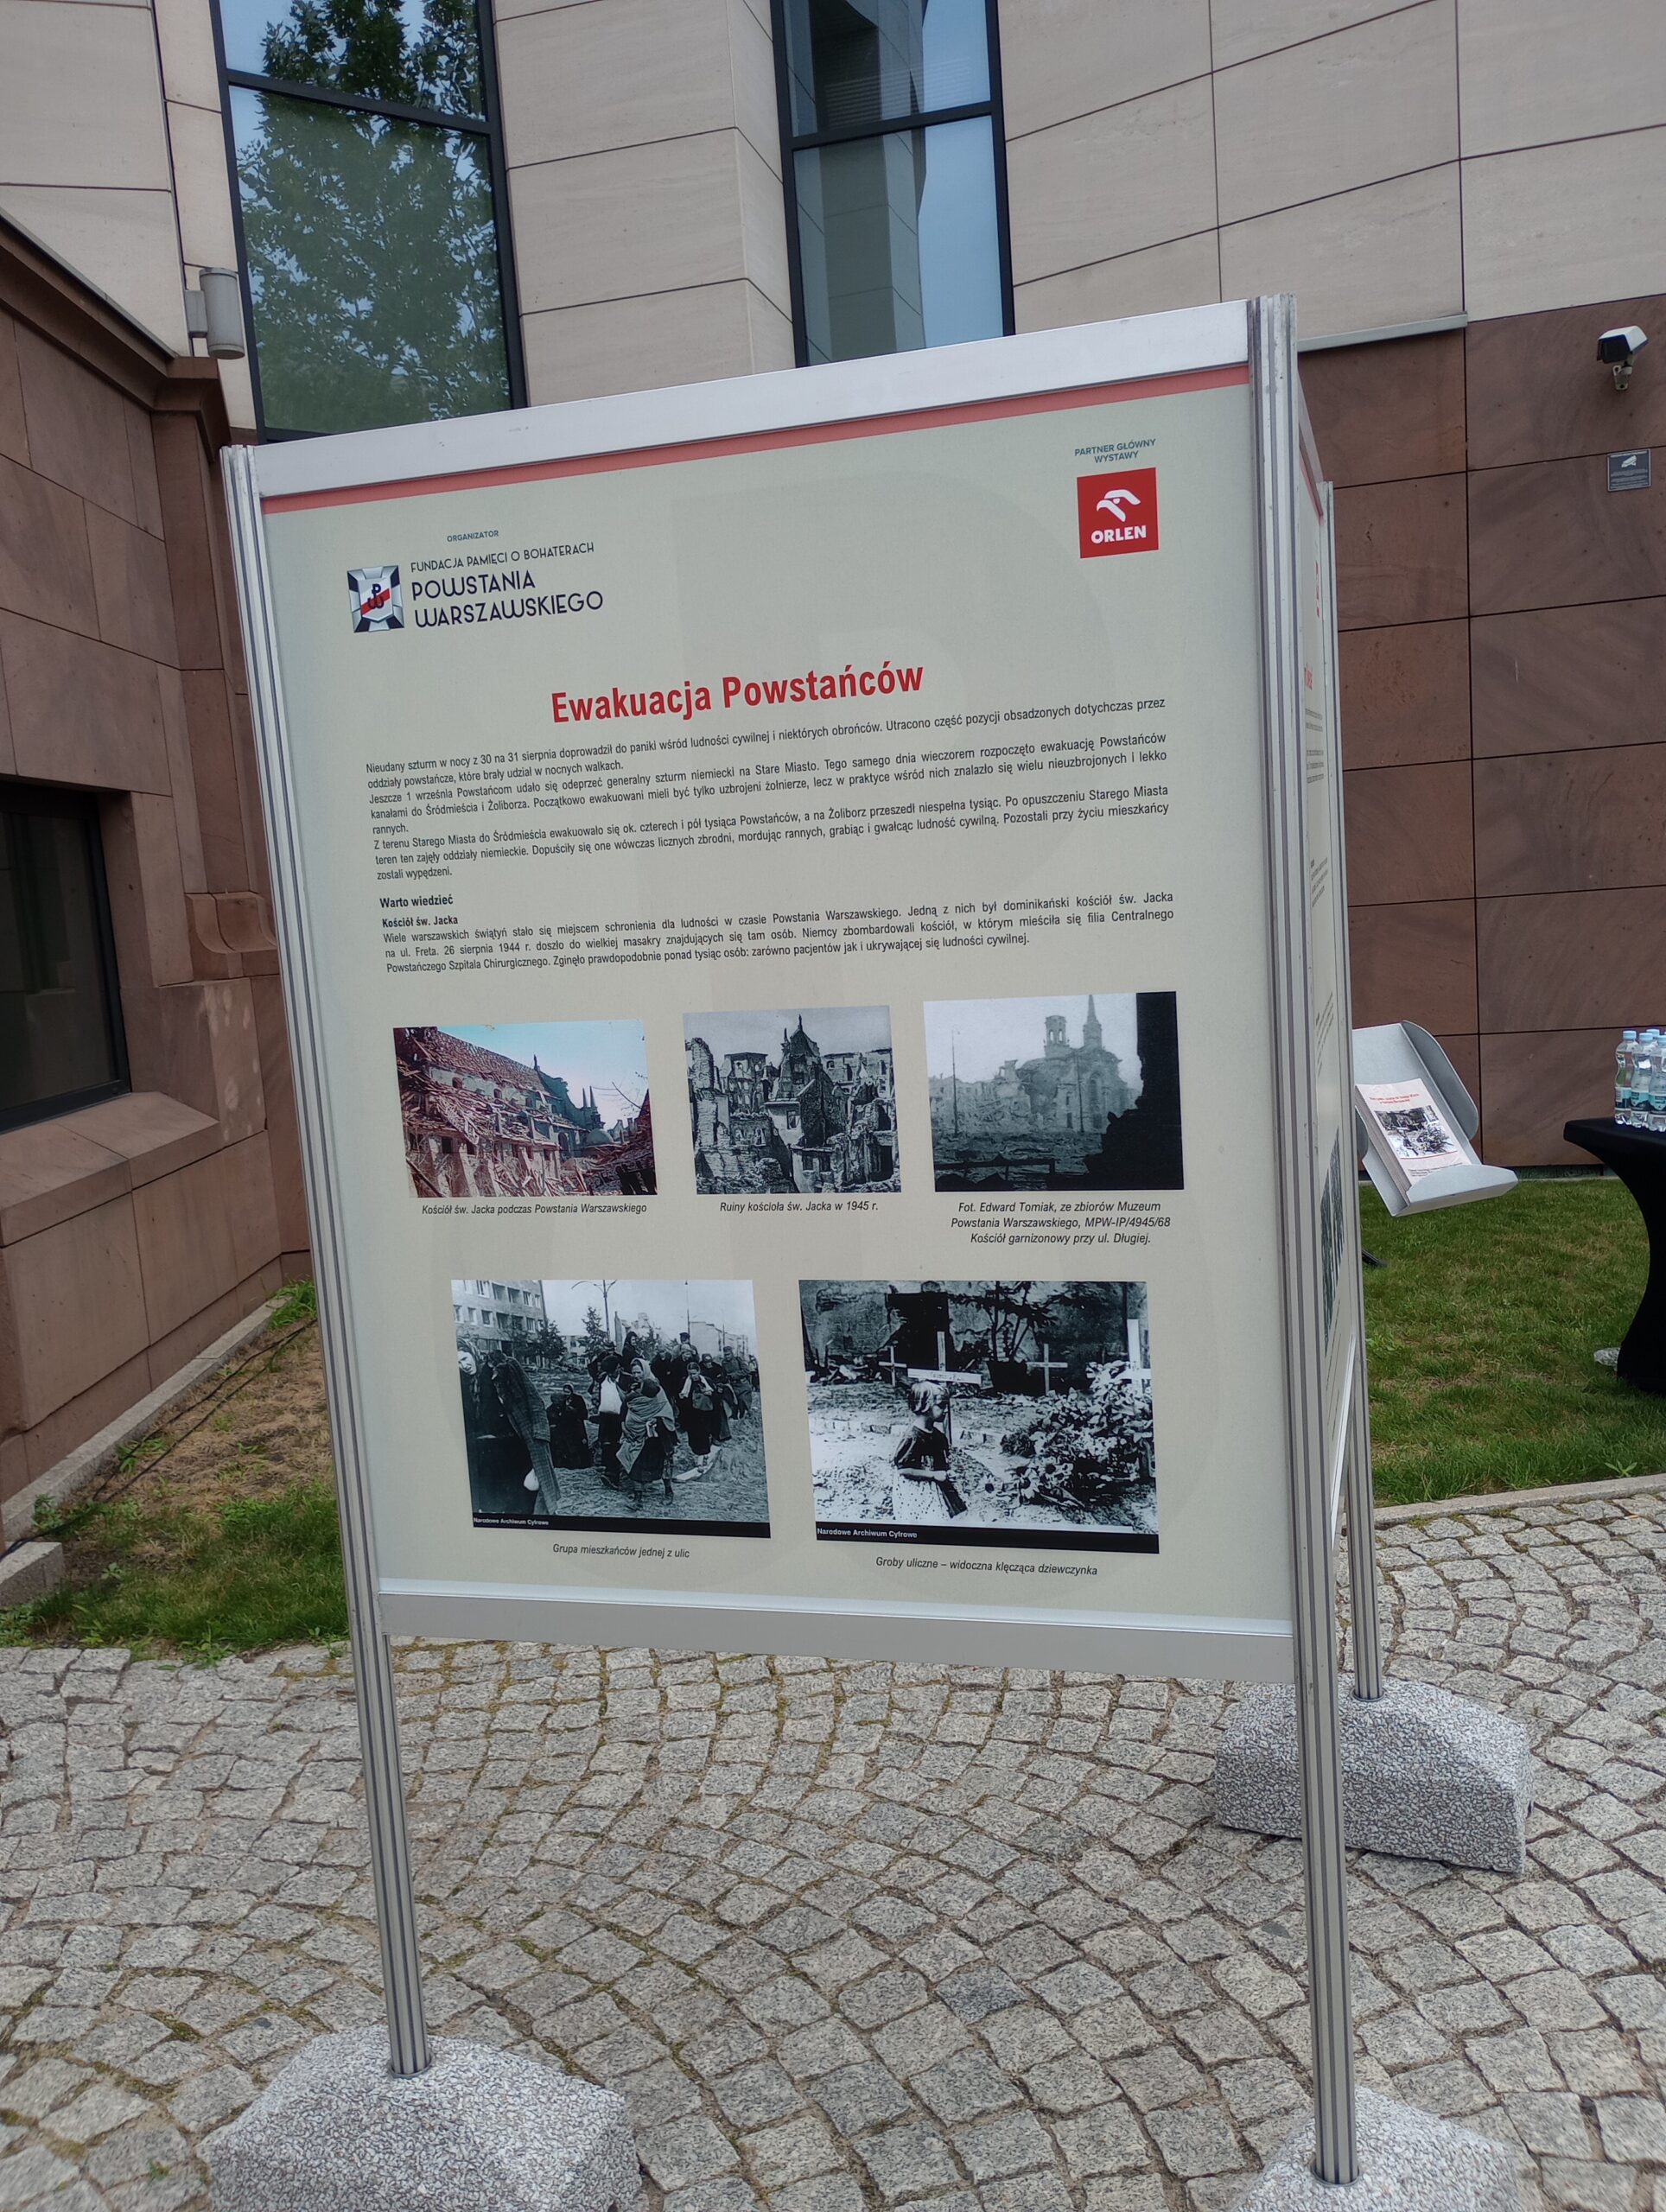 PARTNER GŁÓWNY
WYSTAWY
ORLEN
ORGANIZATOR
FUNDACJA PAMIĘCI O BOHATERACH
POWSTANIA
WARSZAWSKIEGO
Ewakuacja Powstańców
Nieudany szturm w nocy z 30 na 31 sierpnia doprowadził do paniki wśród ludności cywilnej i niektórych obrońców. Utracono część pozycji obsadzonych dotychczas przez
oddziały powstańcze, które brały udział w nocnych walkach.
Jeszcze 1 września Powstańcom udało się odeprzeć generalny szturm niemiecki na Stare Miasto. Tego samego dnia wieczorem rozpoczęto ewakuację Powstańców
kanałami do Śródmieścia i Żoliborza. Początkowo ewakuowani mieli być tylko uzbrojeni żołnierze, lecz w praktyce wśród nich znalazło się wielu nieuzbrojonych i lekko
rannych.
Z terenu Starego Miasta do Śródmieścia ewakuowało się ok. czterech i pół tysiąca Powstańców, a na Żoliborz przeszedł niespełna tysiąc. Po opuszczeniu Starego Miasta
teren ten zajęły oddziały niemieckie. Dopuściły się one wówczas licznych zbrodni, mordując rannych, grabiąc i gwałcąc ludność cywilną. Pozostali przy życiu mieszkańcy
zostali wypędzeni.
Warto wiedzieć
Kościół św. Jacka
Wiele warszawskich świątyń stało się miejscem schronienia dla ludności w czasie Powstania Warszawskiego. Jedną z nich był dominikański kościół św. Jacka
na ul. Freta. 26 sierpnia 1944 r. doszło do wielkiej masakry znajdujących się tam osób. Niemcy zbombardowali kościół, w którym mieściła się filia Centralnego
Powstańczego Szpitala Chirurgicznego. Zginęło prawdopodobnie ponad tysiąc osób: zarówno pacjentów jak i ukrywającej się ludności cywilnej.
Kościół św. Jacka podczas Powstania Warszawskiego
Ruiny kościoła św. Jacka w 1945 r.
Fot. Edward Tomiak, ze zbiorów Muzeum
Powstania Warszawskiego, MPW-IP/4945/68
Kościół garnizonowy przy ul. Długiej.
Narodowe Archiwum Cyfrowe
Grupa mieszkańców jednej z ulic
Narodowe Archiwum Cyfrowe
Groby uliczne – widoczna klęcząca dziewczynka